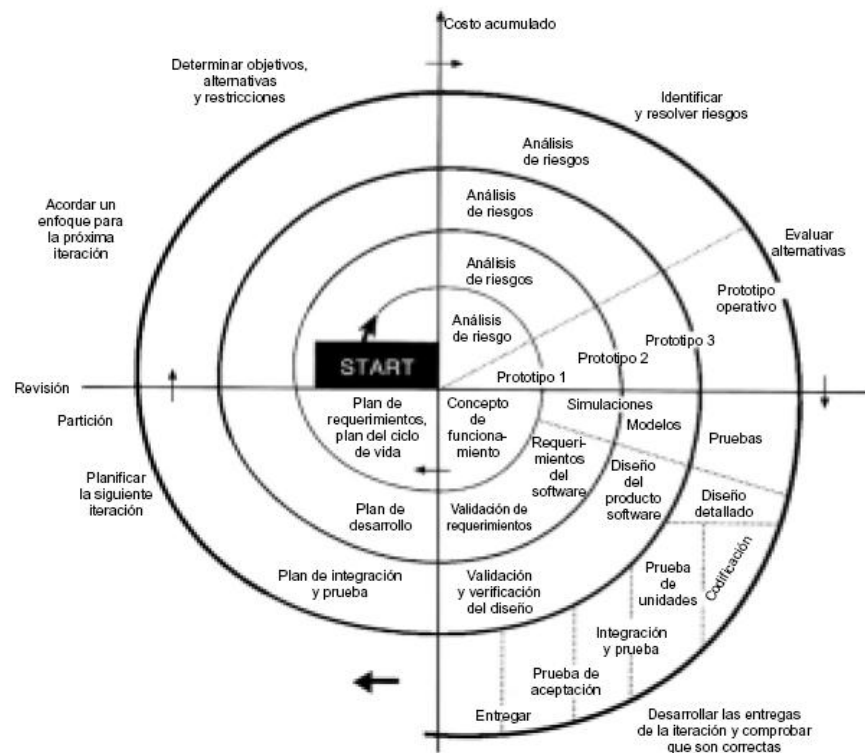 Costo acumulado
Determinar objetivos,
alternativas
y restricciones
Identificar
y resolver riesgos
Análisis
de riesgos
Acordar un
enfoque para
la próxima
iteración
Análisis
de riesgos
Evaluar
alternativas
Análisis
de riesgos
Prototipo
operativo
Análisis
de riesgo
Prototipo 3
START
Prototipo 2
Prototipo 1
Revisión
Partición
Plan de
requerimientos,
plan del ciclo
de vida
Concepto
de
funciona-
miento
Simulaciones
Modelos
Pruebas
Requeri-
mientos
del
software
Diseño
del
producto
software
Planificar
la siguiente
iteración
Diseño
detallado
Plan de
desarrollo
Validación de
requerimientos
Codificación
Plan de integración
y prueba
Validación
y verificación
del diseño
Prueba
de
unidades
Integración
y prueba
Prueba de
aceptación
Entregar
Desarrollar las entregas
de la iteración y comprobar
que son correctas